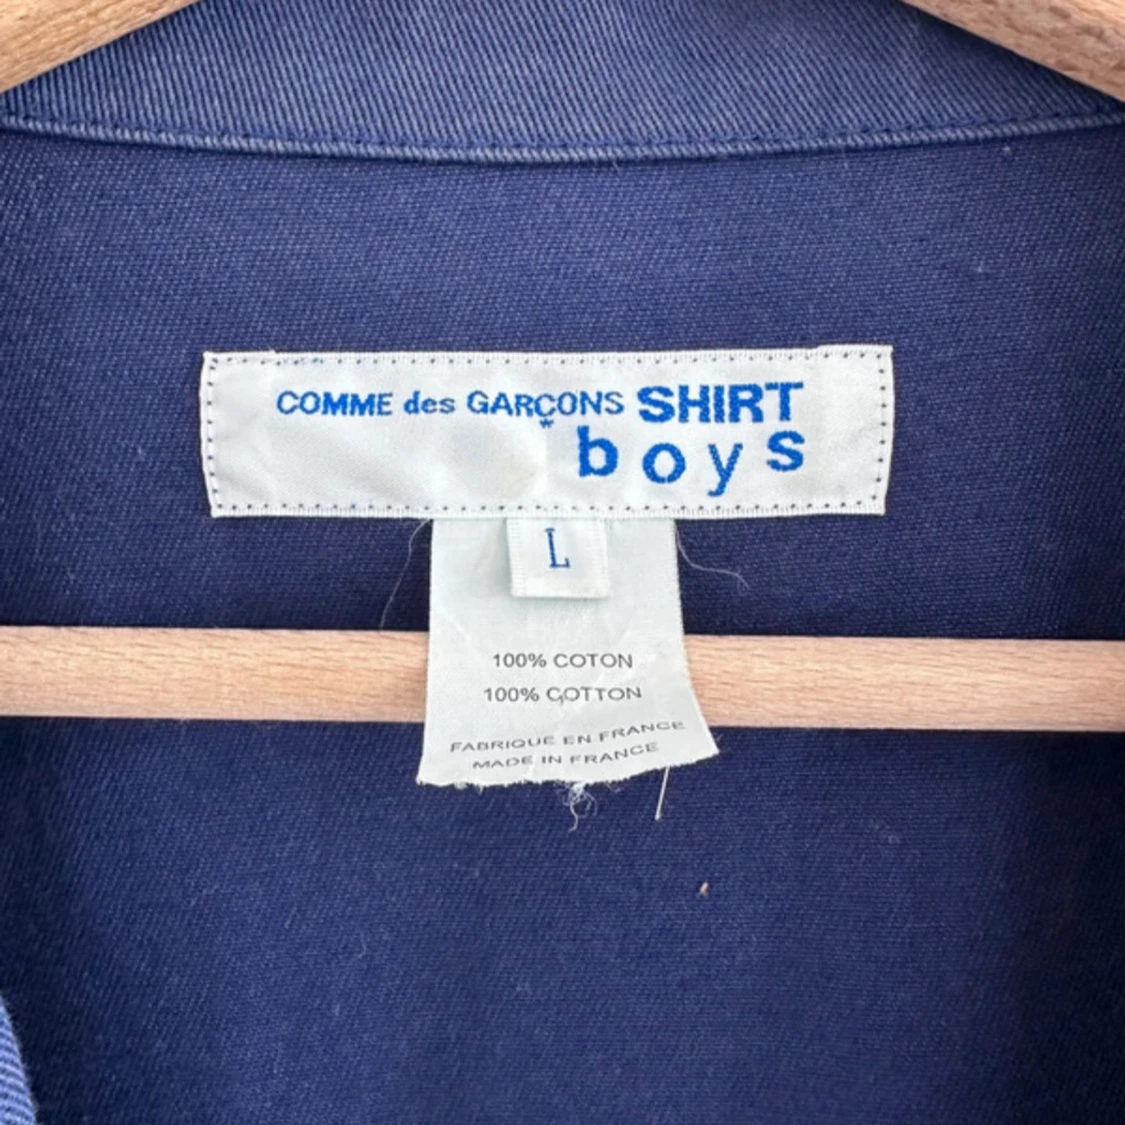 COMME des GARÇONS SHIRT
boys
L
100% COTON
100% COTTON
FABRIQUE EN FRANCE
MADE IN FRANCE